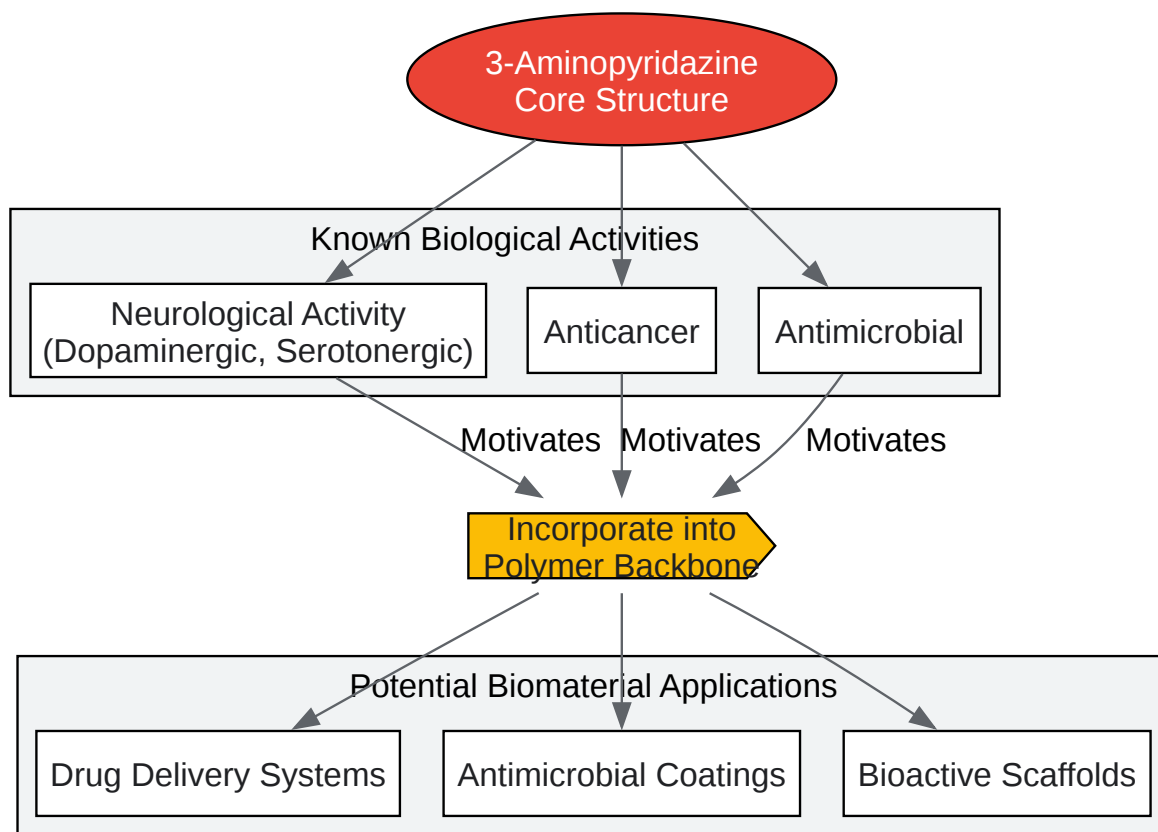 3-Aminopyridazine
Core Structure
Known Biological Activities
Neurological Activity
(Dopaminergic, Serotonergic)
Anticancer
Antimicrobial
Motivates
Motivates
Motivates
Incorporate into
Polymer Backbone
Potential Biomaterial Applications
Drug Delivery Systems
Antimicrobial Coatings
Bioactive Scaffolds